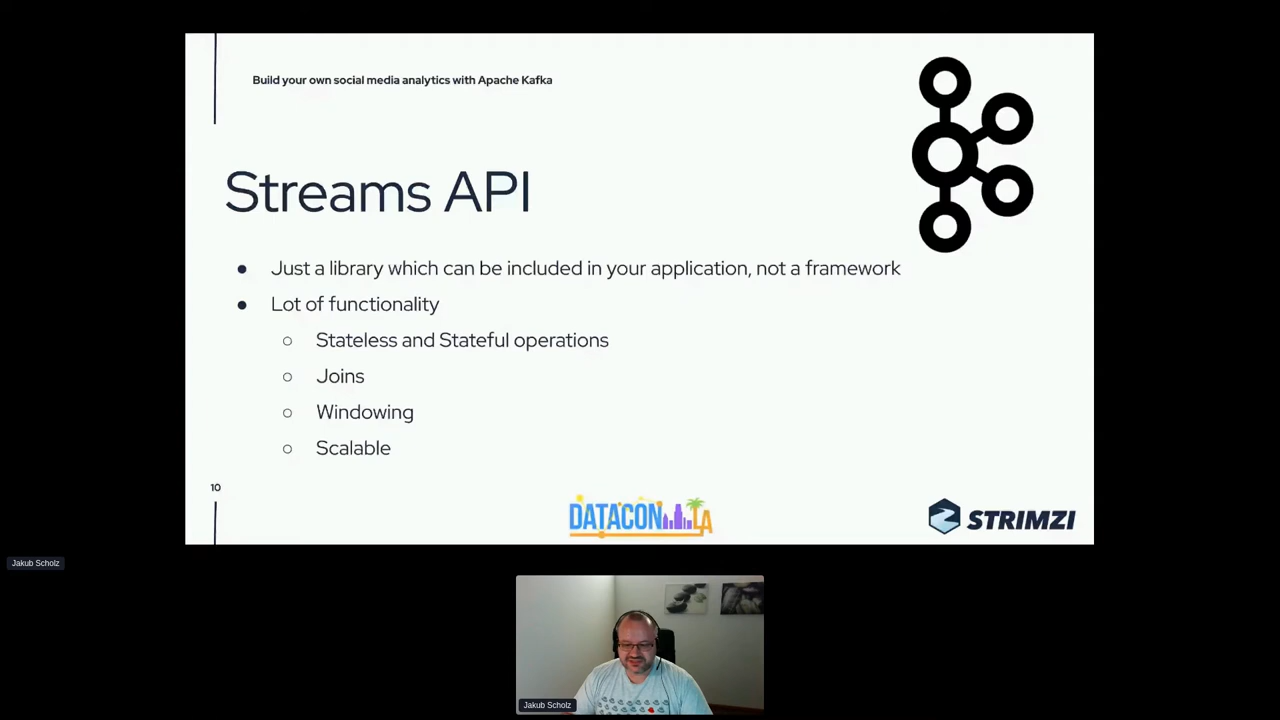 Build your own social media analytics with Apache Kafka
Streams API
● Just a library which can be included in your application, not a framework
● Lot of functionality
○ Stateless and Stateful operations
○ Joins
○ Windowing
○ Scalable
10
DATACON LA
STRIMZI
Jakub Scholz
Jakub Scholz